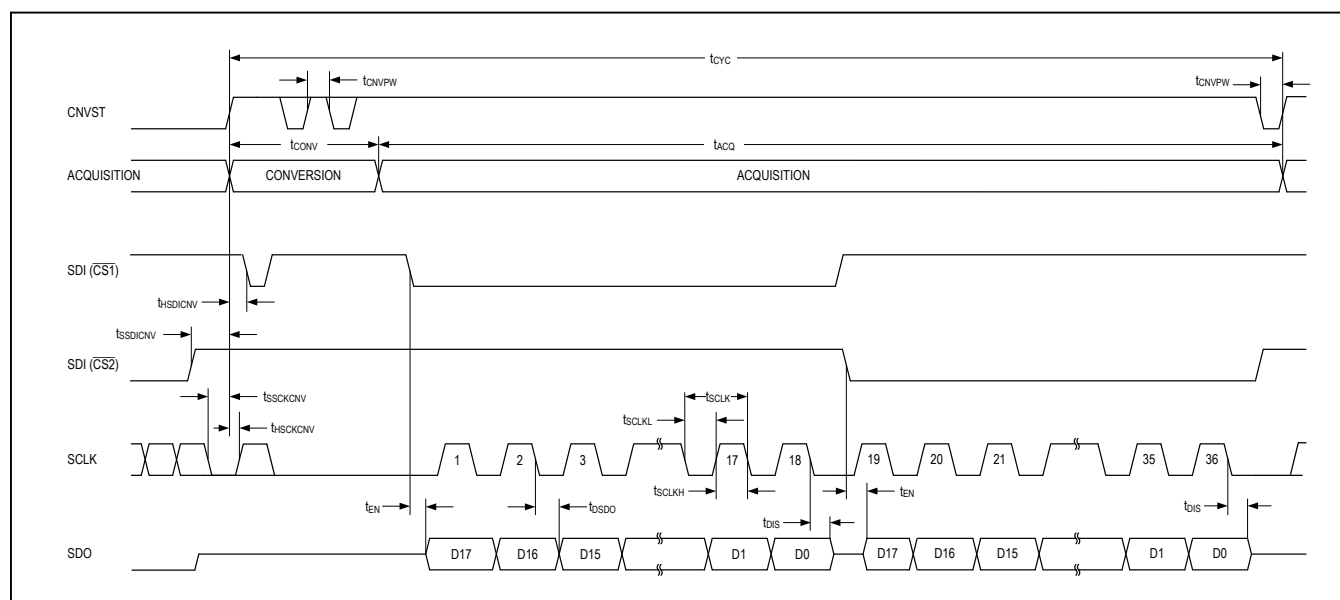 tCYC
tCNVPW tCNVPW
CNVST
tCONV tACQ
ACQUISITION CONVERSION ACQUISITION
SDI (CS1)
tHSDICNV
tSSDICNV
SDI (CS2)
tSSCKCNV tSCLK
tSCLKL
tHSCKCNV
SCLK 1 2 3 17 18 19 20 21 35 36
tSCLKH
tEN tDSDO tEN
tDIS tDIS
SDO D17 D16 D15 D1 D0 D17 D16 D15 D1 D0